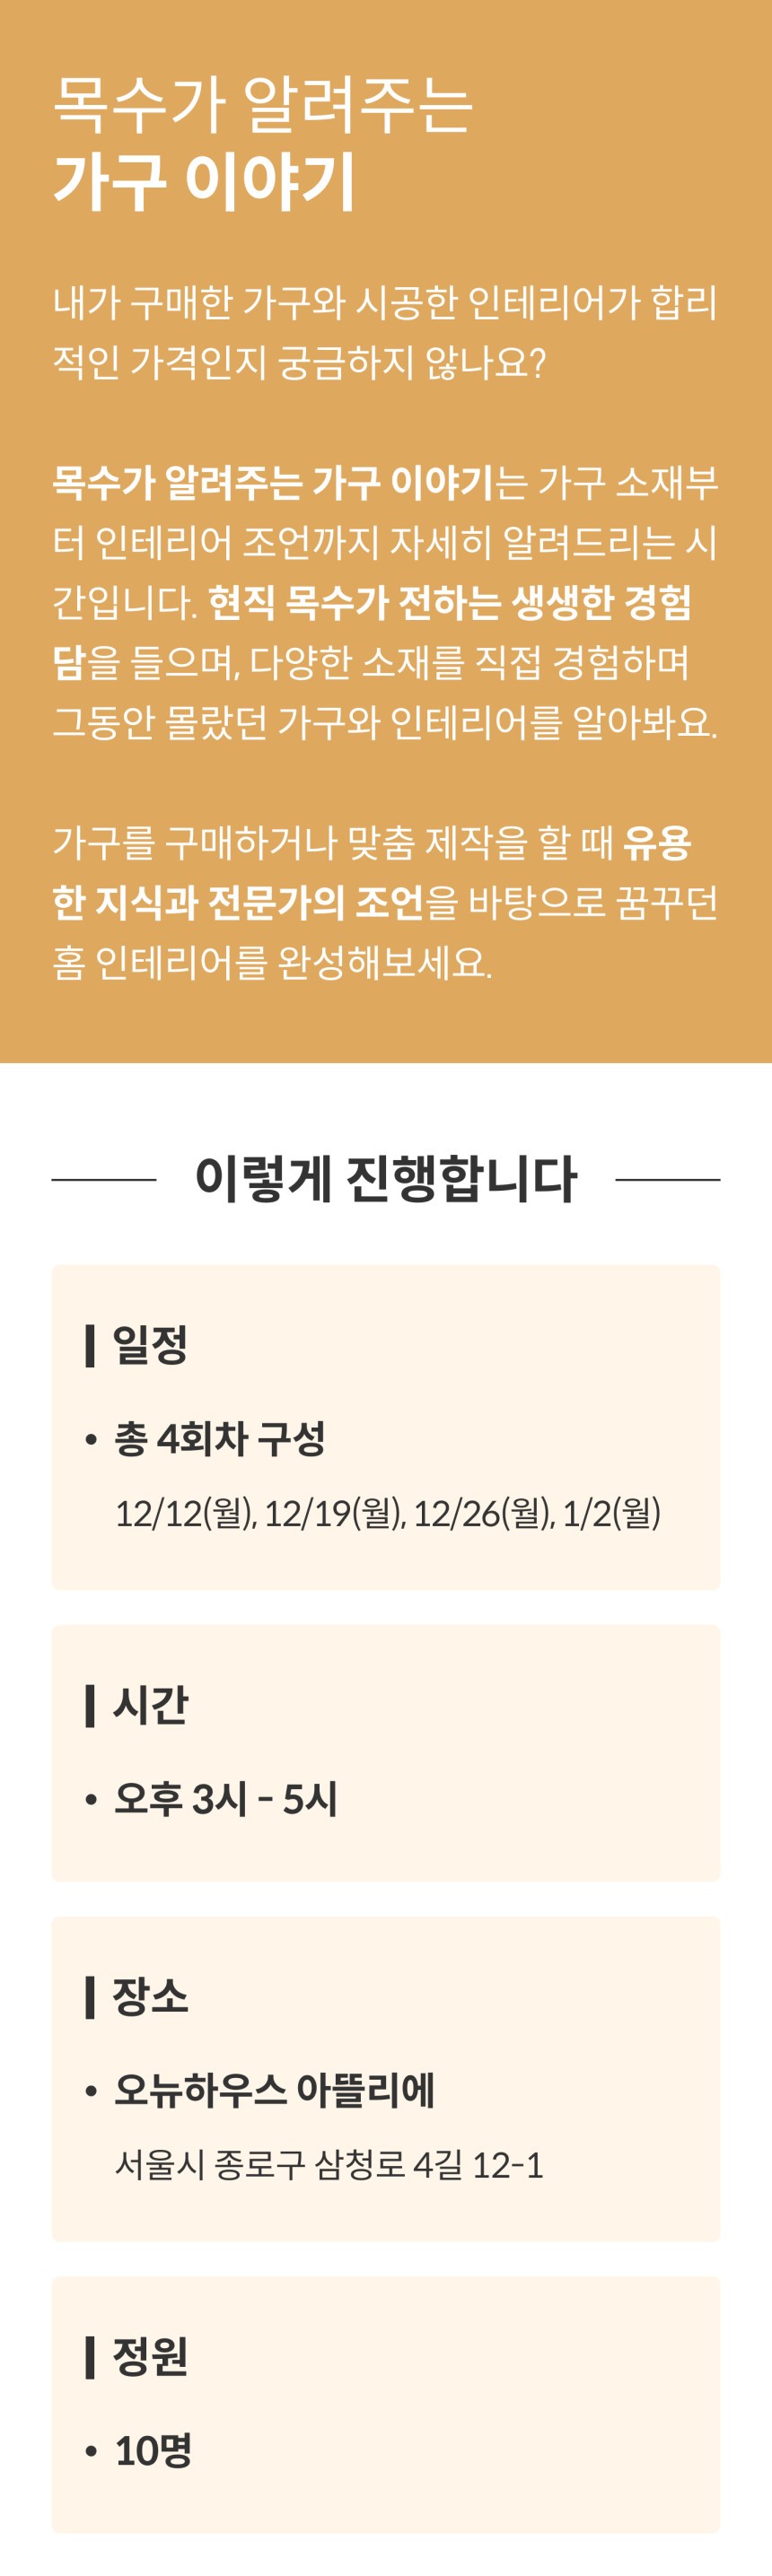 목수가 알려주는
가구 이야기
내가 구매한 가구와 시공한 인테리어가 합리
적인 가격인지 궁금하지 않나요?
목수가 알려주는 가구 이야기는 가구 소재부
터 인테리어 조언까지 자세히 알려드리는 시
간입니다. 현직 목수가 전하는 생생한 경험
담을 들으며, 다양한 소재를 직접 경험하며
그동안 몰랐던 가구와 인테리어를 알아봐요.
가구를 구매하거나 맞춤 제작을 할 때 유용
한 지식과 전문가의 조언을 바탕으로 꿈꾸던
홈 인테리어를 완성해보세요.
이렇게 진행합니다
일정
• 총 4회차 구성
12/12(월), 12/19(월), 12/26(월), 1/2(월)
시간
• 오후 3시 - 5시
장소
• 오뉴하우스 아뜰리에
서울시 종로구 삼청로 4길 12-1
정원
• 10명